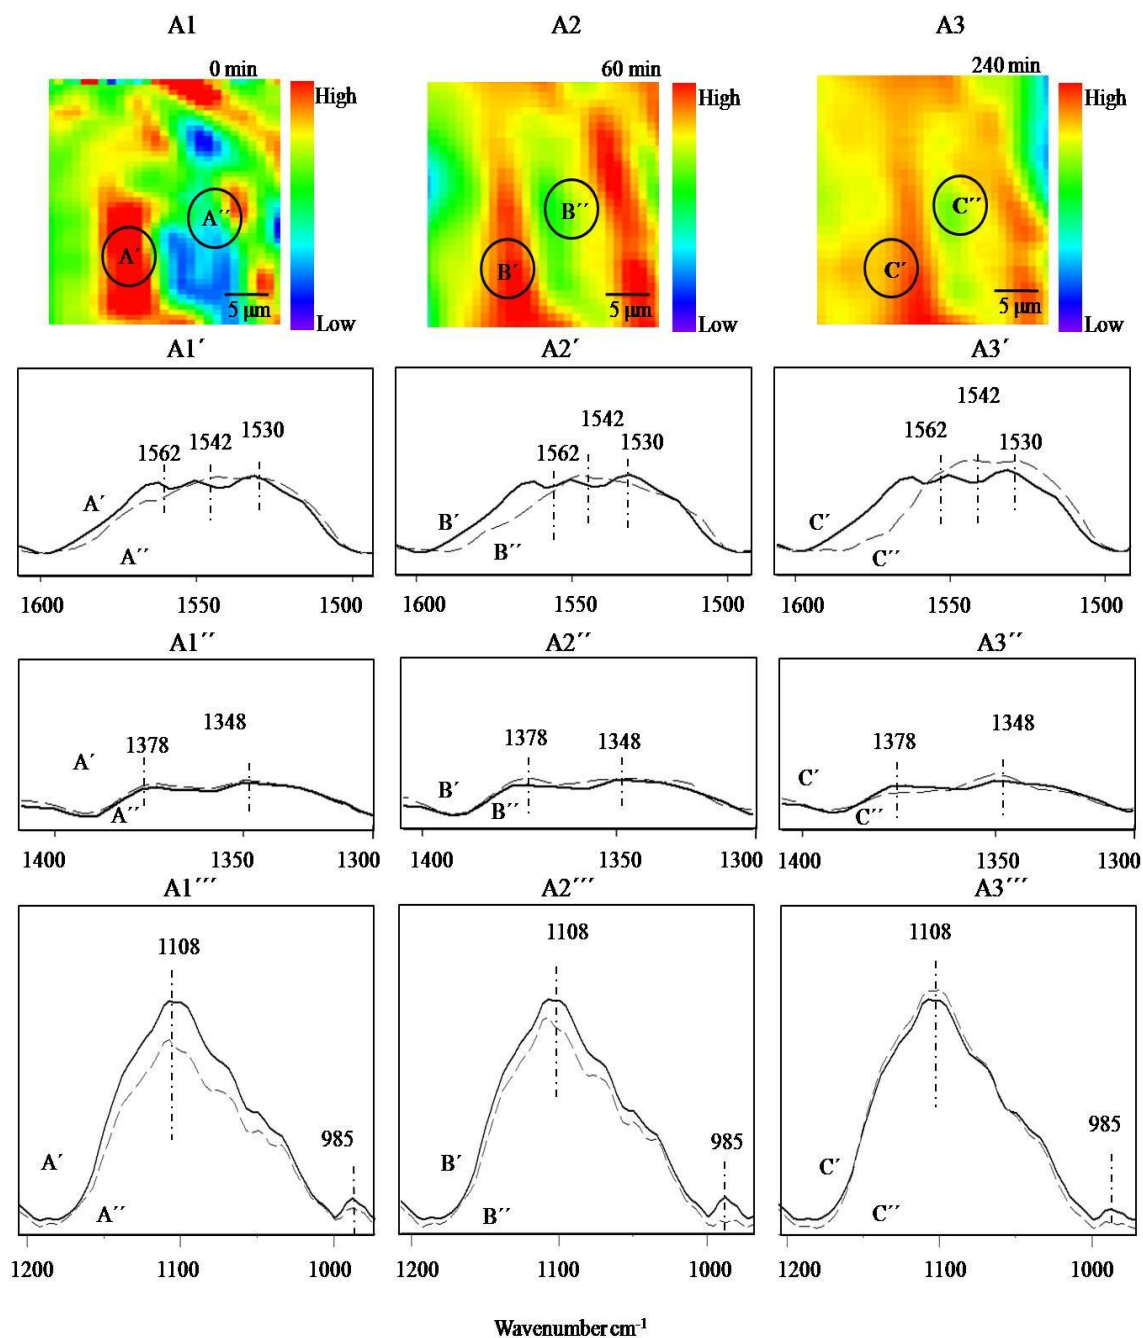 A1 A2 A3
0 min 60 min 240 min
High High High
A´´ B´´ C´´
A´ B´ C´
5 µm 5 µm 5 µm
Low Low Low
A1´ A2´ A3´
1562 1542 1530 1562 1542 1530 1562 1542 1530
A´ B´ C´
A´´ B´´ C´´
1600 1550 1500 1600 1550 1500 1600 1550 1500
A1´´ A2´´ A3´´
1378 1348 1378 1348 1378 1348
A´ B´ C´
A´´ B´´ C´´
1400 1350 1300 1400 1350 1300 1400 1350 1300
A1´´´ A2´´´ A3´´´
1108 1108 1108
985 985 985
A´ B´ C´
A´´ B´´ C´´
1200 1100 1000 1200 1100 1000 1200 1100 1000
Wavenumber cm-1